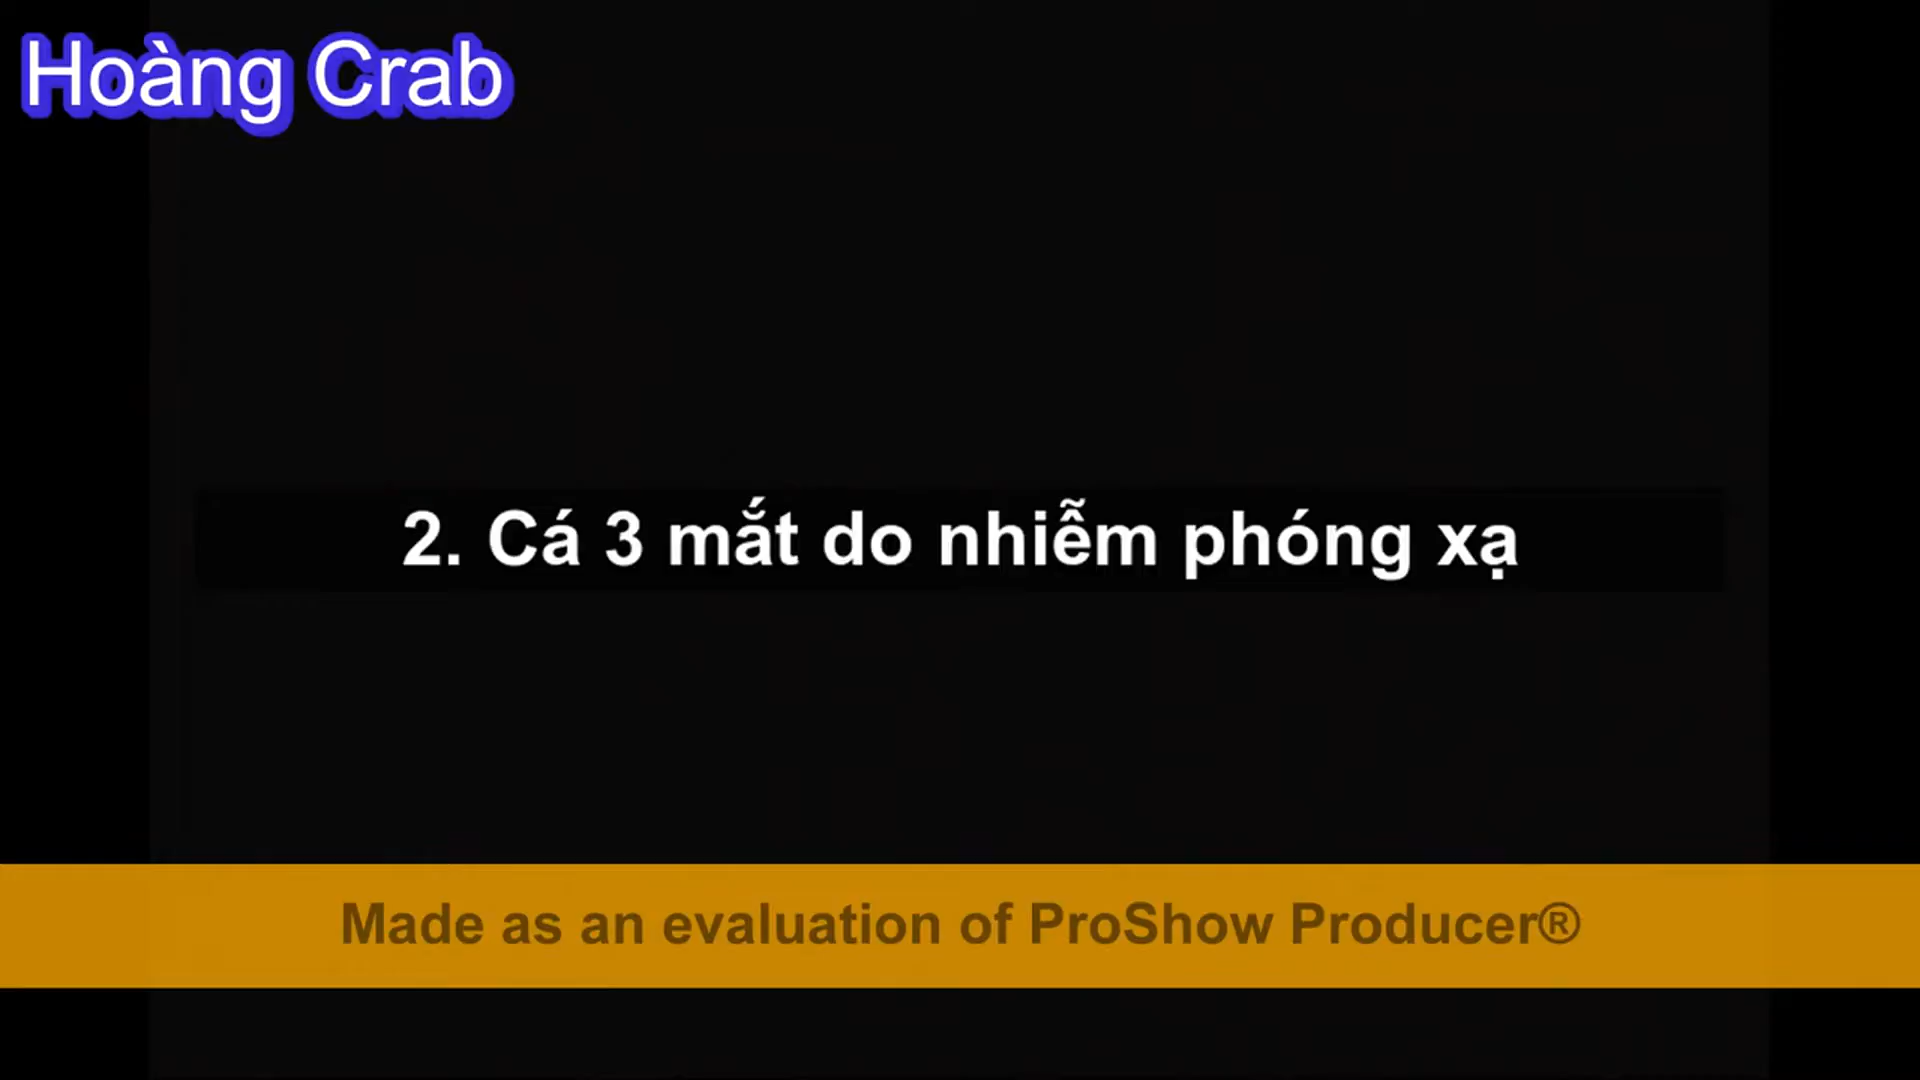 Hoàng Crab
2. Cá 3 mắt do nhiễm phóng xạ
Made as an evaluation of ProShow Producer®